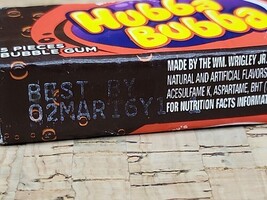 Hubba
Bubba
5 PIECES
BUBBLE GUM
BEST BY
02MAR16Y1
MADE BY THE WM. WRIGLEY JR.
NATURAL AND ARTIFICIAL FLAVORS
ACESULFAME K, ASPARTAME, BHT (
FOR NUTRITION FACTS INFORMAT